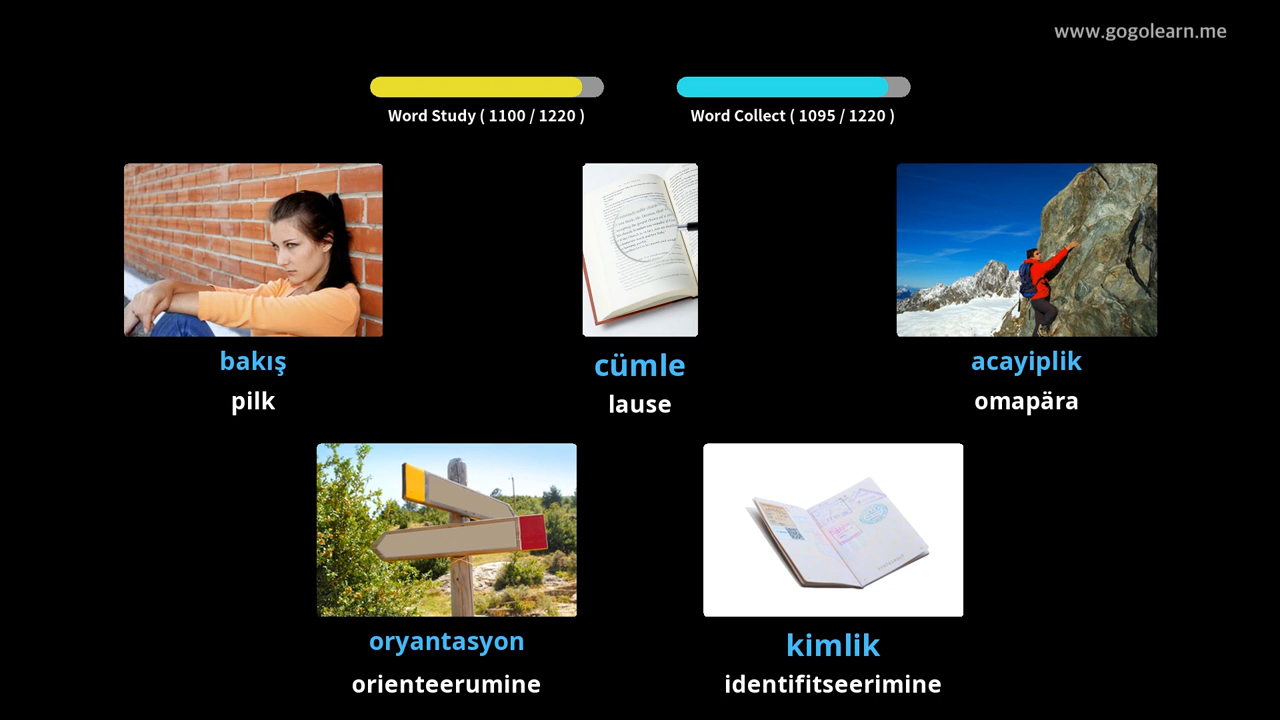 www.gogolearn.me
Word Study ( 1100 / 1220 )
Word Collect ( 1095 / 1220 )
bakış
pilk
cümle
lause
acayiplik
omapära
oryantasyon
orienteerumine
kimlik
identifitseerimine